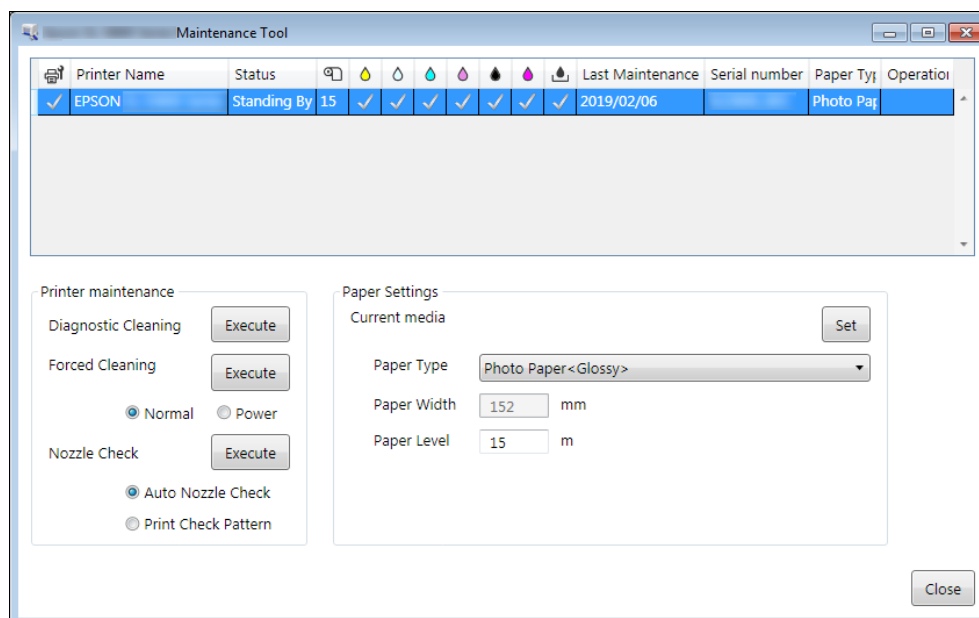 Maintenance Tool
Printer Name Status Last Maintenance Serial number Paper Typ Operation
EPSON Standing By 15 2019/02/06 Photo Pap
Printer maintenance
Diagnostic Cleaning Execute
Forced Cleaning Execute
Normal Power
Nozzle Check Execute
Auto Nozzle Check
Print Check Pattern
Paper Settings
Current media Set
Paper Type Photo Paper<Glossy>
Paper Width 152 mm
Paper Level 15 m
Close